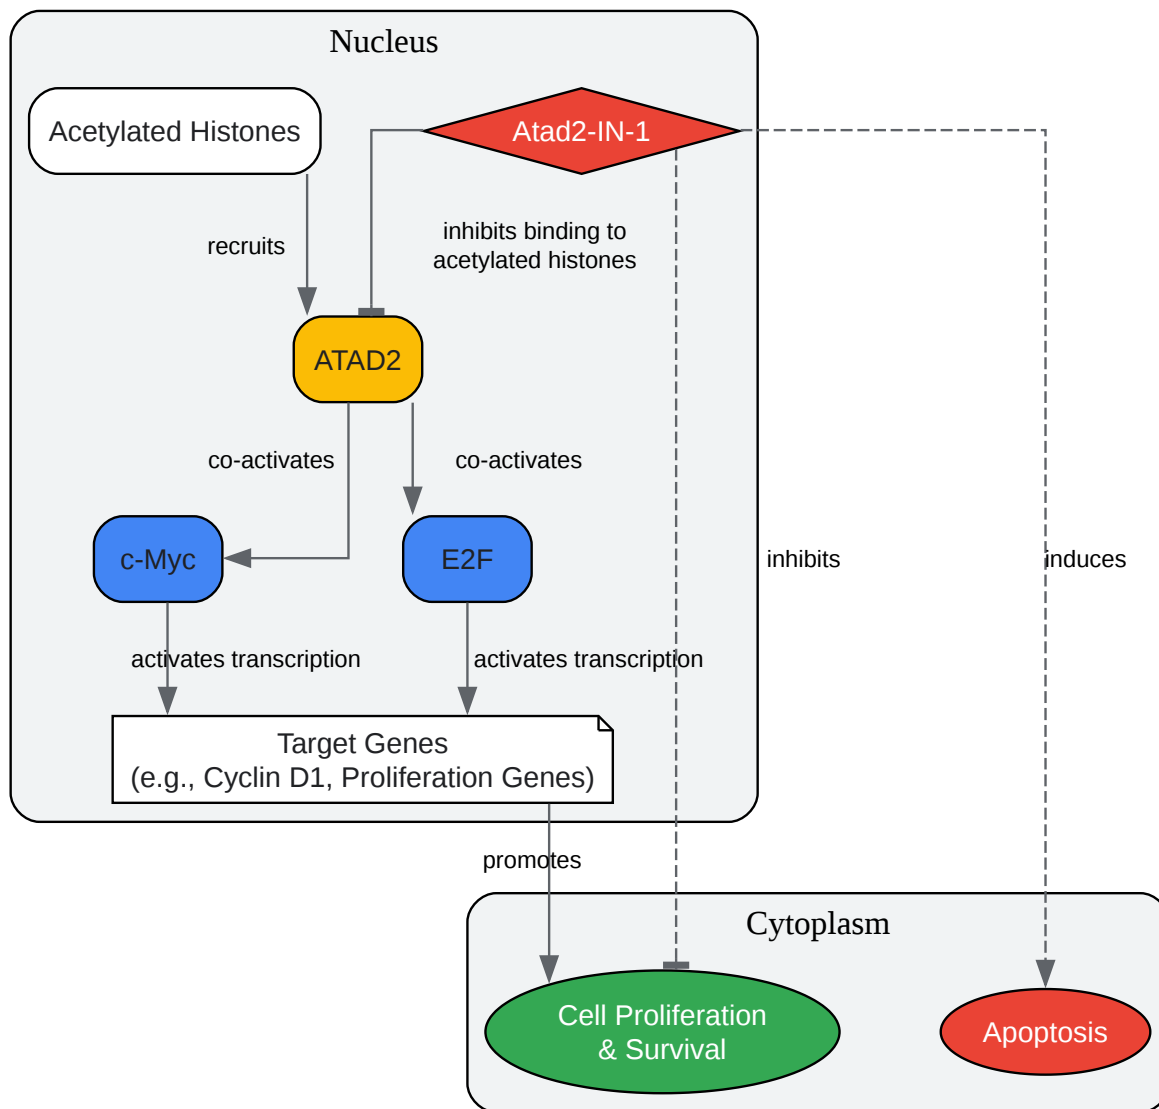 Nucleus
Acetylated Histones
Atad2-IN-1
recruits
inhibits binding to
acetylated histones
ATAD2
co-activates
co-activates
c-Myc
E2F
inhibits
induces
activates transcription
activates transcription
Target Genes
(e.g., Cyclin D1, Proliferation Genes)
promotes
Cytoplasm
Cell Proliferation
& Survival
Apoptosis